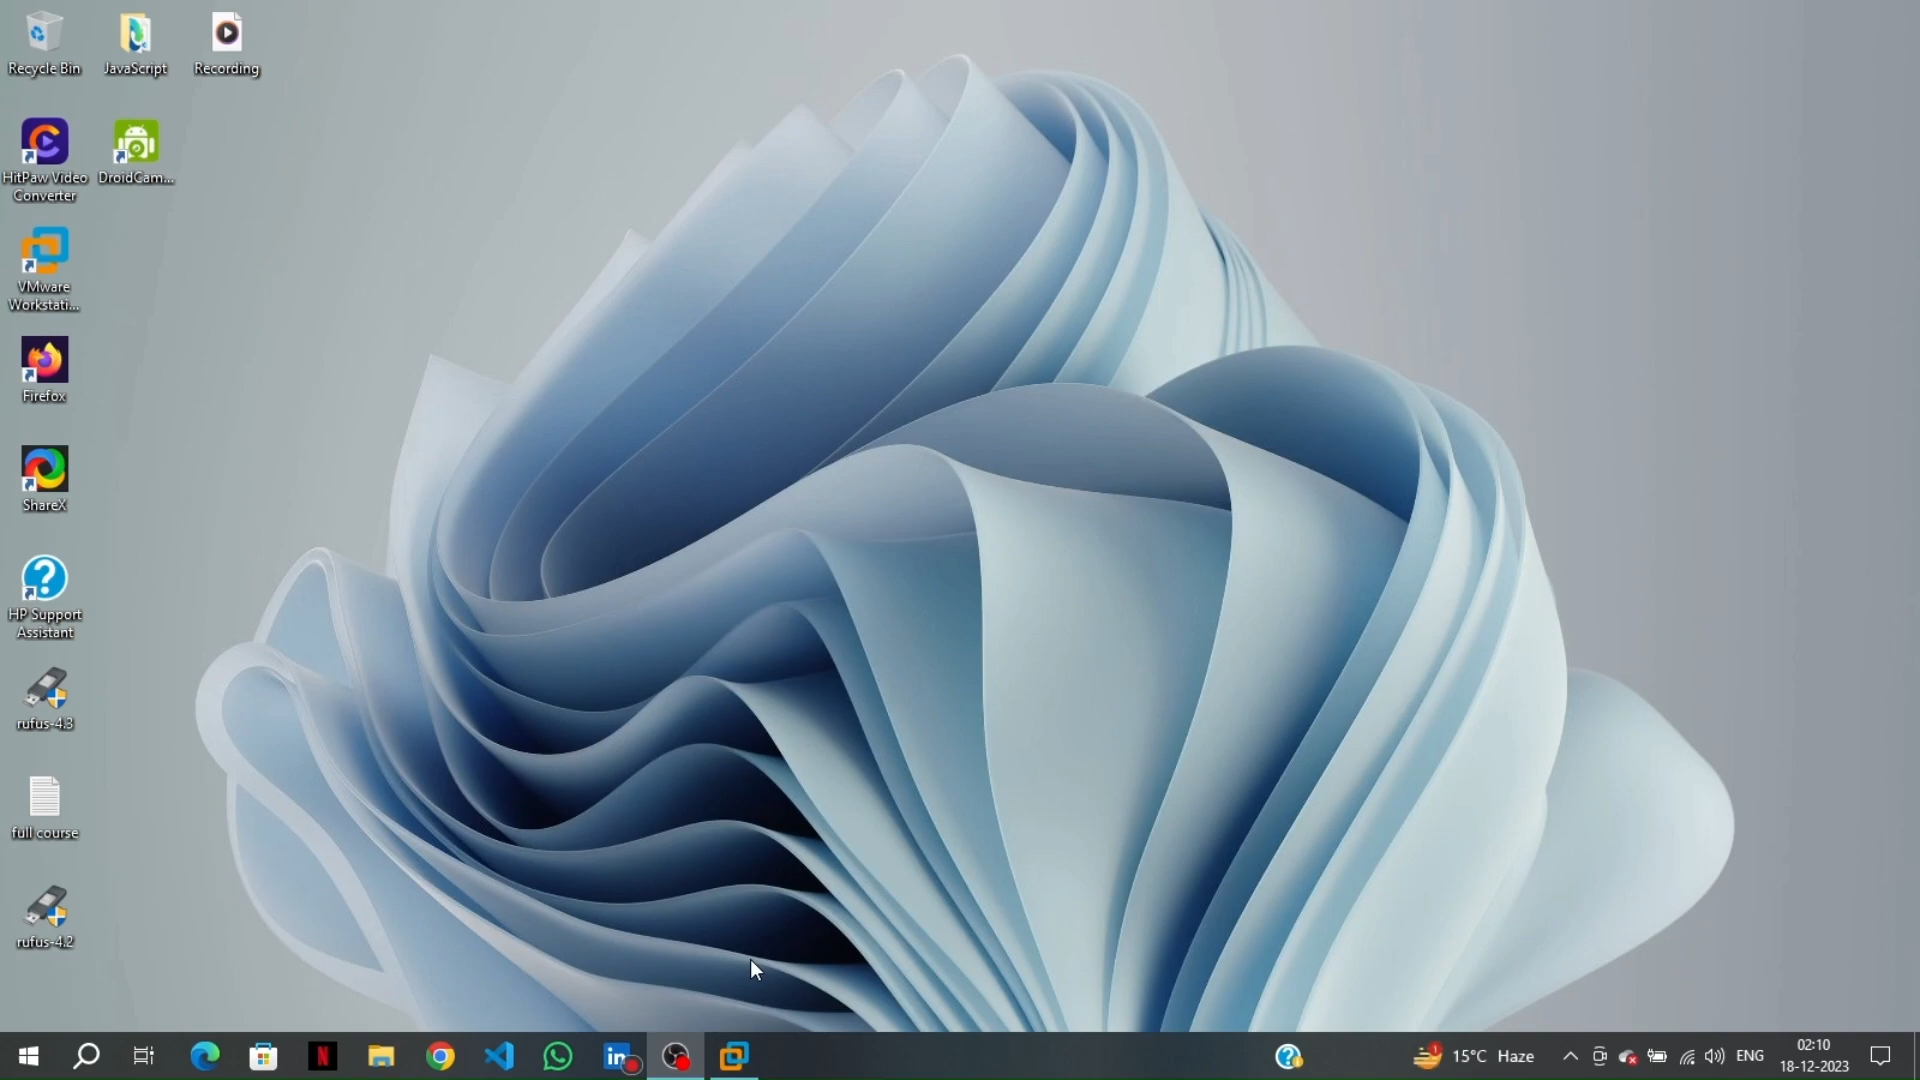 Recycle Bin
JavaScript
Recording
HitPaw Video
Converter
DroidCam...
VMware
Workstati...
Firefox
ShareX
HP Support
Assistant
rufus-4.3
full course
rufus-4.2
15°C Haze
ENG
02:10
18-12-2023